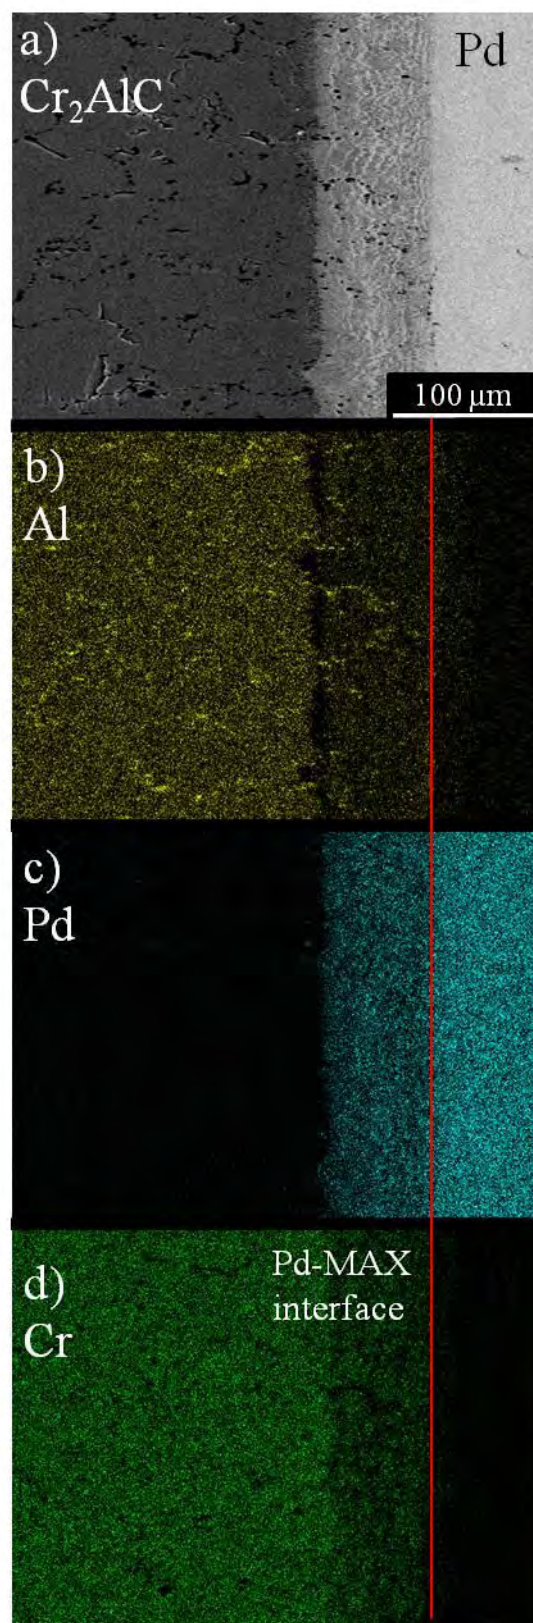 a)
Cr₂AlC
Pd
100 µm
b)
Al
c)
Pd
d)
Cr
Pd-MAX
interface